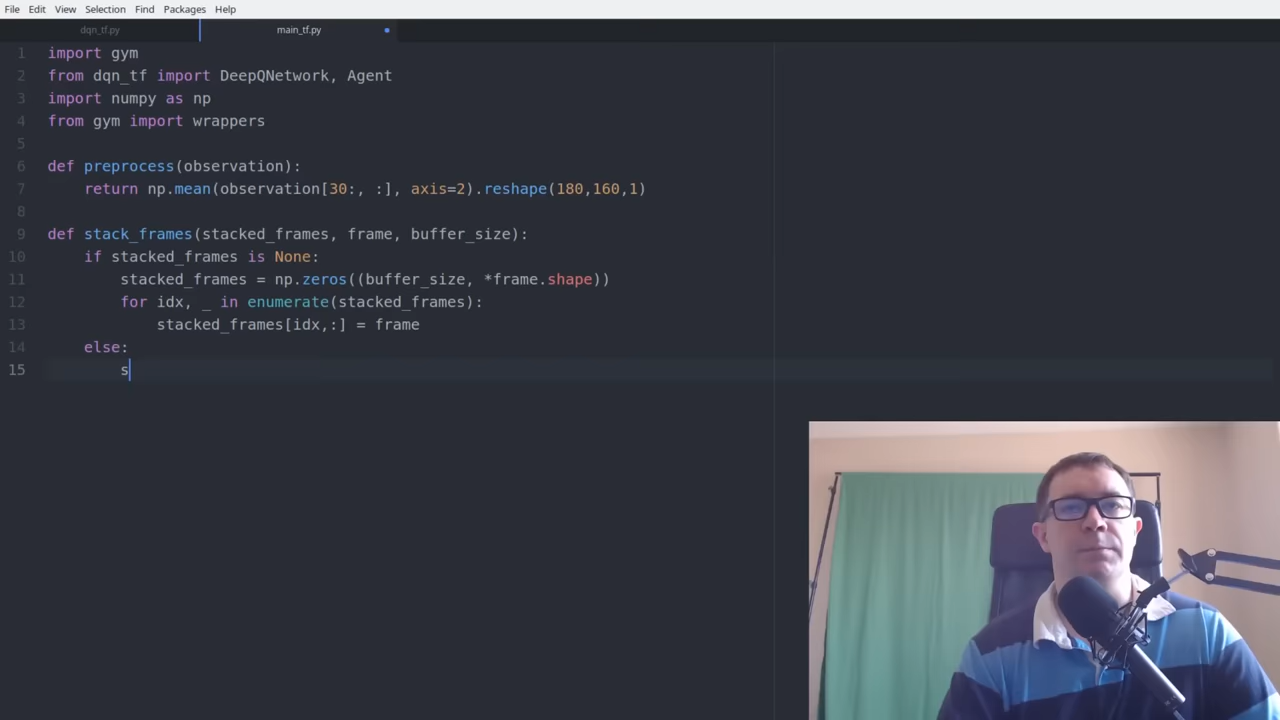 File Edit View Selection Find Packages Help
dqn_tf.py main_tf.py
1 import gym
2 from dqn_tf import DeepQNetwork, Agent
3 import numpy as np
4 from gym import wrappers
5
6 def preprocess(observation):
7     return np.mean(observation[30:, :], axis=2).reshape(180,160,1)
8
9 def stack_frames(stacked_frames, frame, buffer_size):
10     if stacked_frames is None:
11         stacked_frames = np.zeros((buffer_size, *frame.shape))
12         for idx, _ in enumerate(stacked_frames):
13             stacked_frames[idx,:] = frame
14     else:
15         s